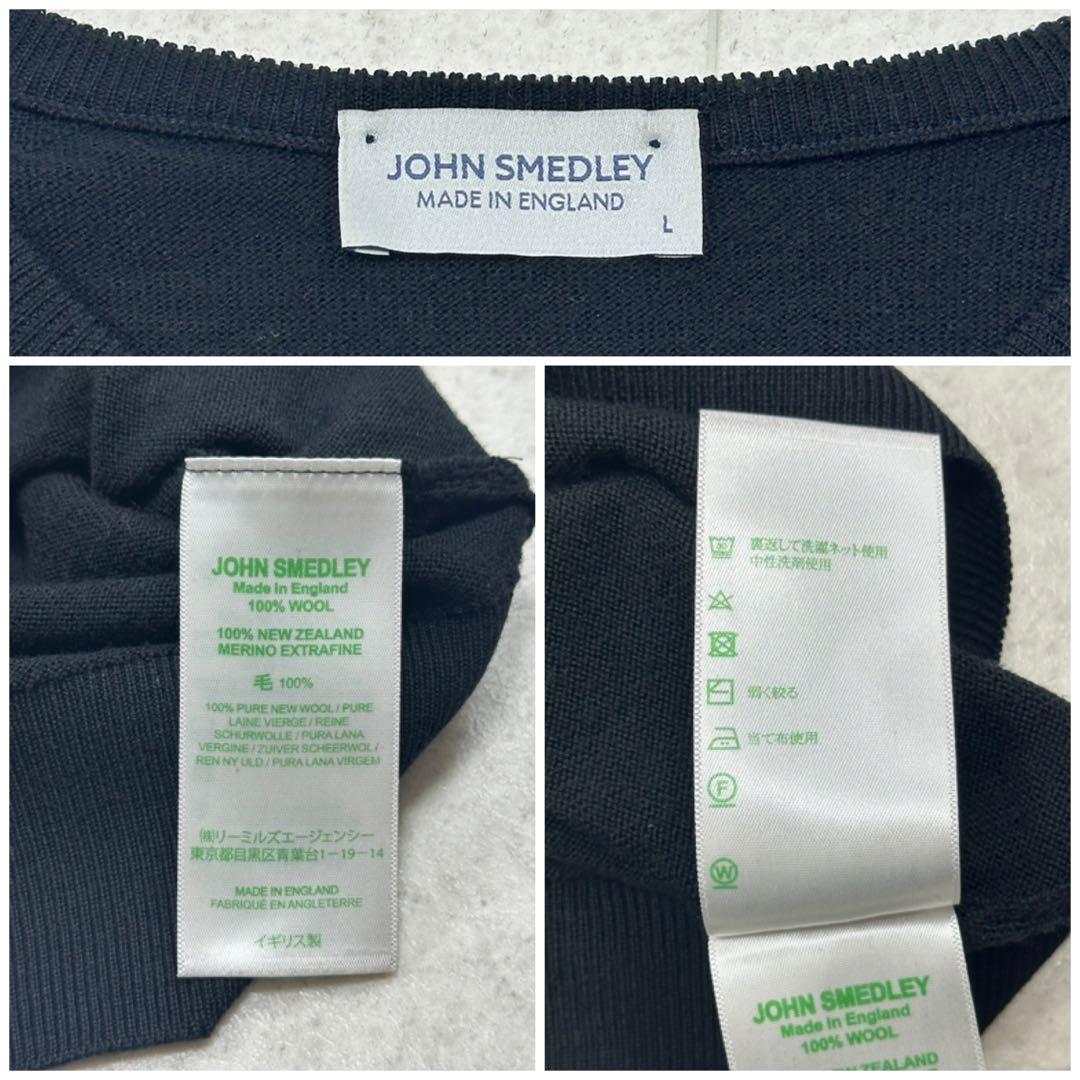 JOHN SMEDLEY
MADE IN ENGLAND
L
JOHN SMEDLEY
Made in England
100% WOOL
100% NEW ZEALAND
MERINO EXTRAFINE
毛 100%
100% PURE NEW WOOL / PURE
LAINE VIERGE / REINE
SCHURWOLLE / PURA LANA
VERGINE / ZUIVER SCHEERWOL /
REN NY ULD / PURA LANA VIRGEM
㈱リーミルズエージェンシー
東京都目黒区青葉台1-19-14
MADE IN ENGLAND
FABRIQUÉ EN ANGLETERRE
イギリス製
30 裏返して洗濯ネット使用
中性洗剤使用
弱く絞る
当て布使用
F
W
JOHN SMEDLEY
Made in England
100% WOOL
NEW ZEALAND